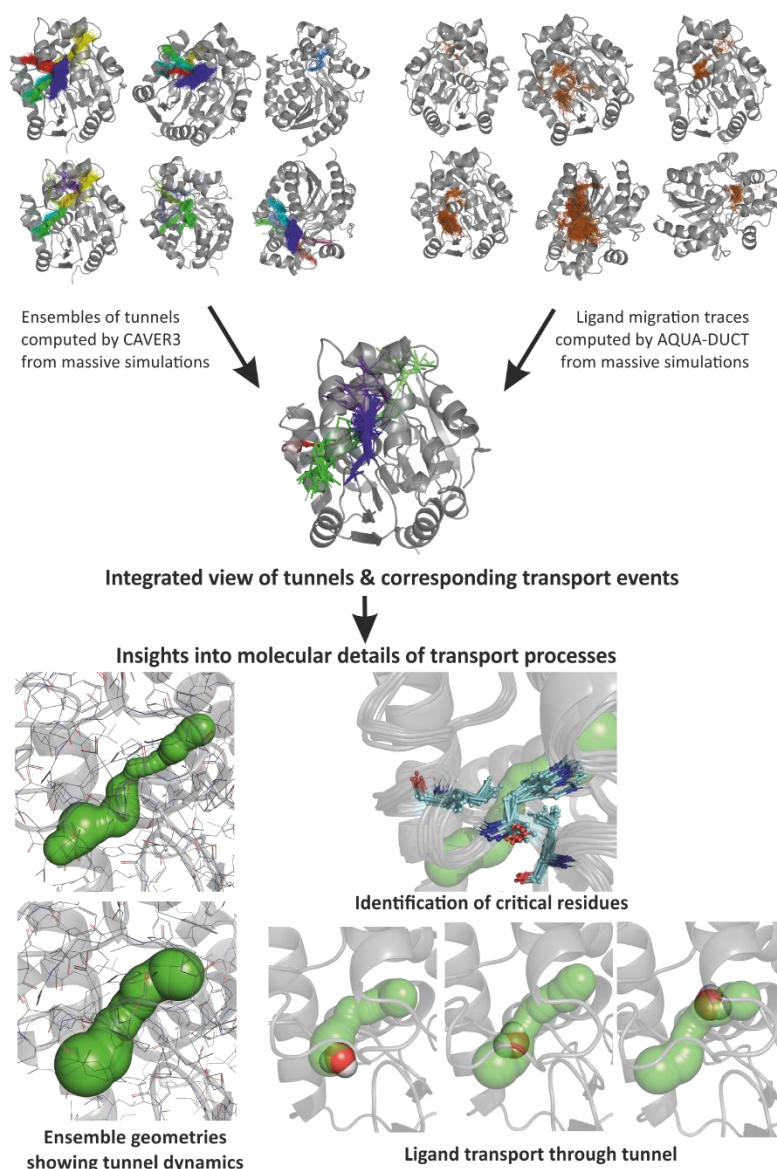 Ensembles of tunnels
computed by CAVER3
from massive simulations
Ligand migration traces
computed by AQUA-DUCT
from massive simulations
Integrated view of tunnels & corresponding transport events
Insights into molecular details of transport processes
Identification of critical residues
Ensemble geometries
showing tunnel dynamics
Ligand transport through tunnel